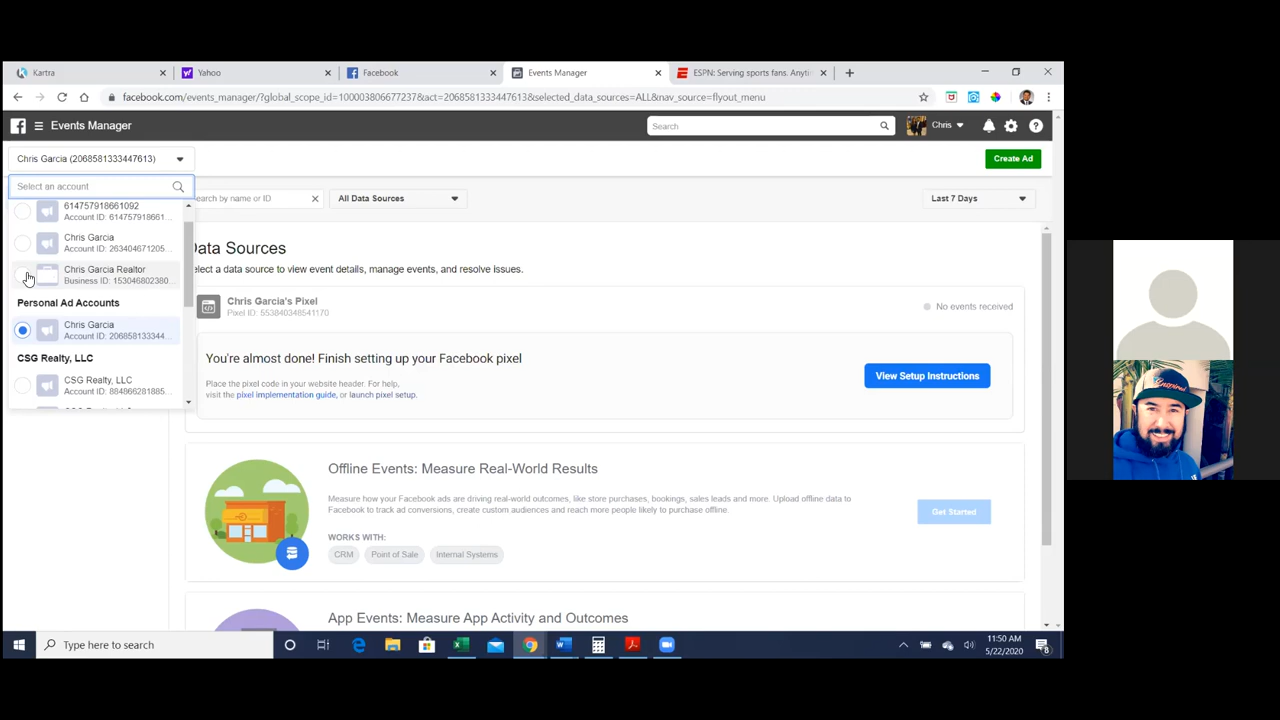 Kartra
Yahoo
Facebook
Events Manager
ESPN: Serving sports fans. Anyti
facebook.com/events_manager/?global_scope_id=100003806677237&act=2068581333447613&selected_data_sources=ALL&nav_source=flyout_menu
Events Manager
Search
Chris
Chris Garcia (2068581333447613)
Create Ad
Select an account
earch by name or ID
All Data Sources
Last 7 Days
614757918661092
Account ID: 614757918661...
Chris Garcia
Account ID: 263404671205...
Chris Garcia Realtor
Business ID: 153046802380...
Personal Ad Accounts
Chris Garcia
Account ID: 206858133344...
CSG Realty, LLC
CSG Realty, LLC
Account ID: 884966281885...
ata Sources
elect a data source to view event details, manage events, and resolve issues.
Chris Garcia's Pixel
Pixel ID: 553840348541170
No events received
You're almost done! Finish setting up your Facebook pixel
Place the pixel code in your website header. For help,
visit the pixel implementation guide, or launch pixel setup.
View Setup Instructions
Offline Events: Measure Real-World Results
Measure how your Facebook ads are driving real-world outcomes, like store purchases, bookings, sales leads and more. Upload offline data to
Facebook to track ad conversions, create custom audiences and reach more people likely to purchase offline.
Get Started
WORKS WITH:
CRM
Point of Sale
Internal Systems
App Events: Measure App Activity and Outcomes
Type here to search
11:50 AM
5/22/2020
8